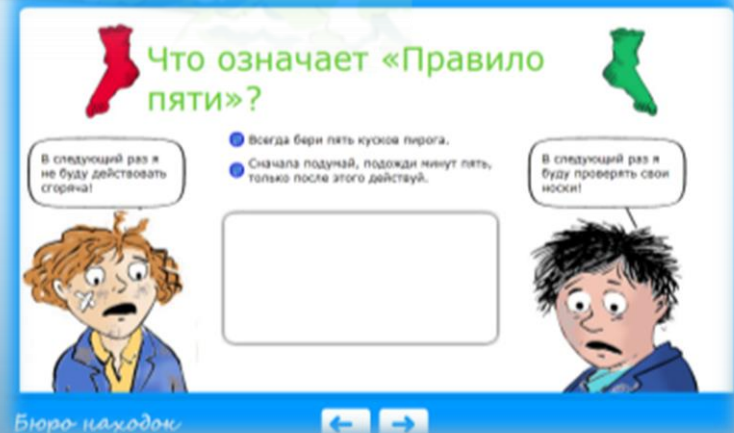 Что означает «Правило
пяти»?
Всегда бери пять кусков пирога.
Сначала подумай, подожди минут пять,
только после этого действуй.
В следующий раз я
не буду действовать
сгоряча!
В следующий раз я
буду проверять свои
носки!
Бюро находок